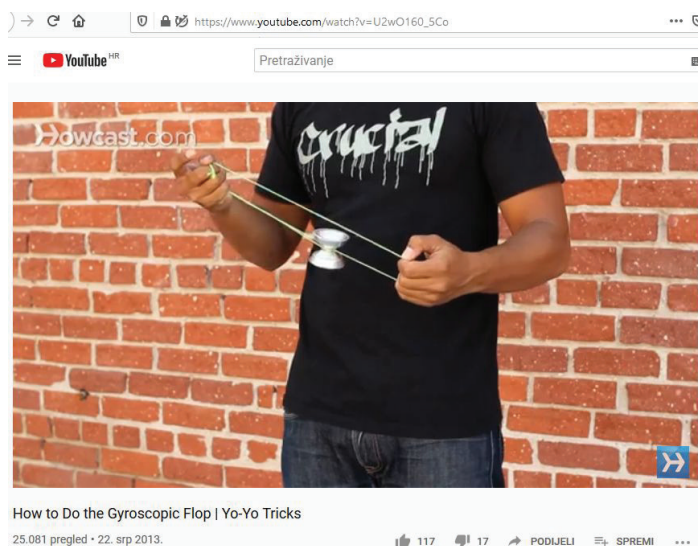 https://www.youtube.com/watch?v=U2wO160_5Co
YouTube HR
Pretraživanje
Howcast.com
crucial
How to Do the Gyroscopic Flop | Yo-Yo Tricks
25.081 pregled • 22. srp 2013.
117 17 PODIJELI SPREMI